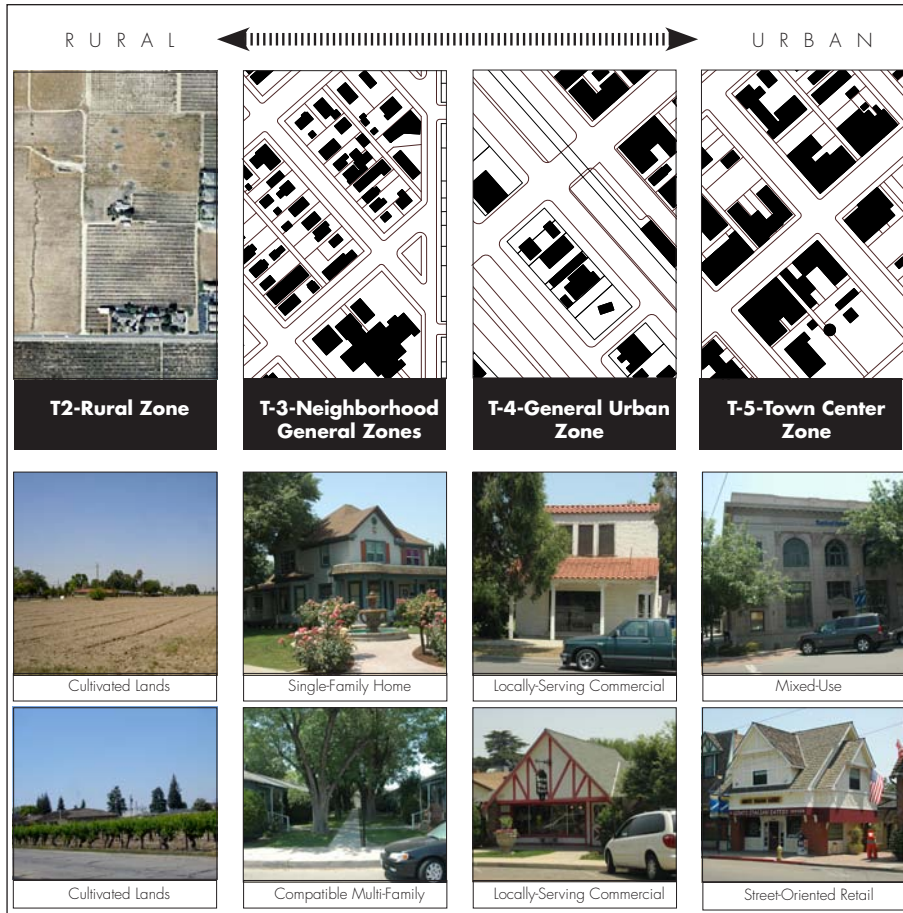 RURAL
URBAN
T2-Rural Zone
T-3-Neighborhood
General Zones
T-4-General Urban
Zone
T-5-Town Center
Zone
Cultivated Lands
Single-Family Home
Locally-Serving Commercial
Mixed-Use
Cultivated Lands
Compatible Multi-Family
Locally-Serving Commercial
Street-Oriented Retail